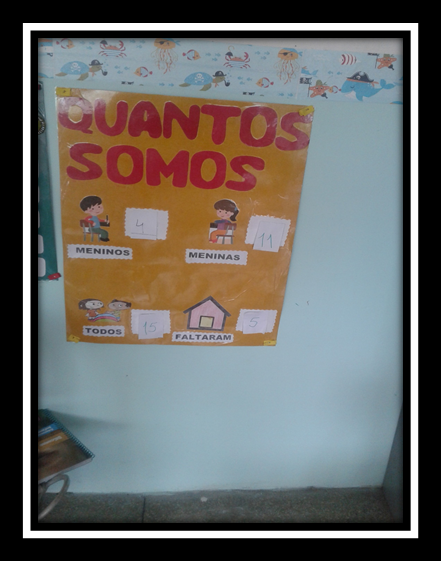 QUANTOS
SOMOS
4
11
MENINOS
MENINAS
15
5
TODOS
FALTARAM